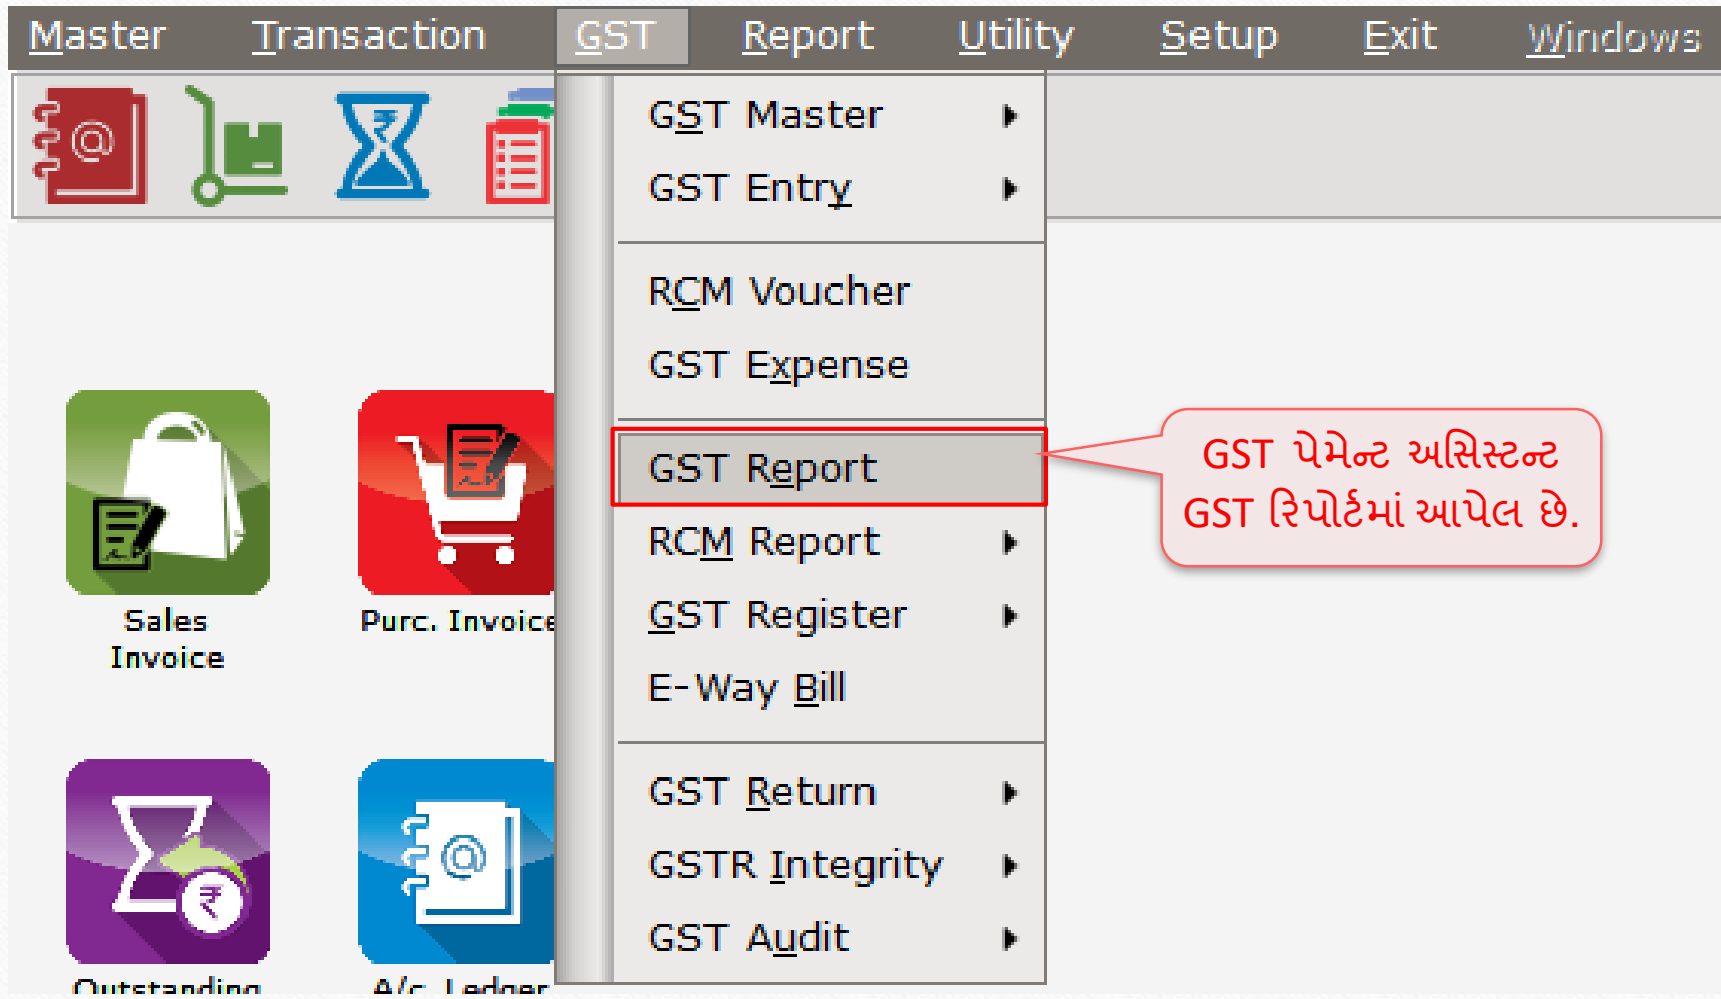 Master Transaction GST Report Utility Setup Exit Windows
GST Master
GST Entry
RCM Voucher
GST Expense
GST Report
RCM Report
GST Register
E-Way Bill
GST Return
GSTR Integrity
GST Audit
GST પેમેન્ટ અસિસ્ટન્ટ
GST રિપોર્ટમાં આપેલ છે.
Sales
Invoice
Purc. Invoice
Outstanding
A/c. Ledger